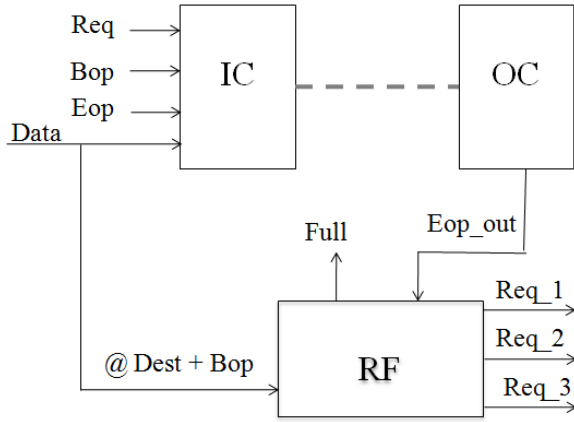 Req
Bop
Eop
Data
IC
OC
Full
Eop_out
@ Dest + Bop
RF
Req_1
Req_2
Req_3